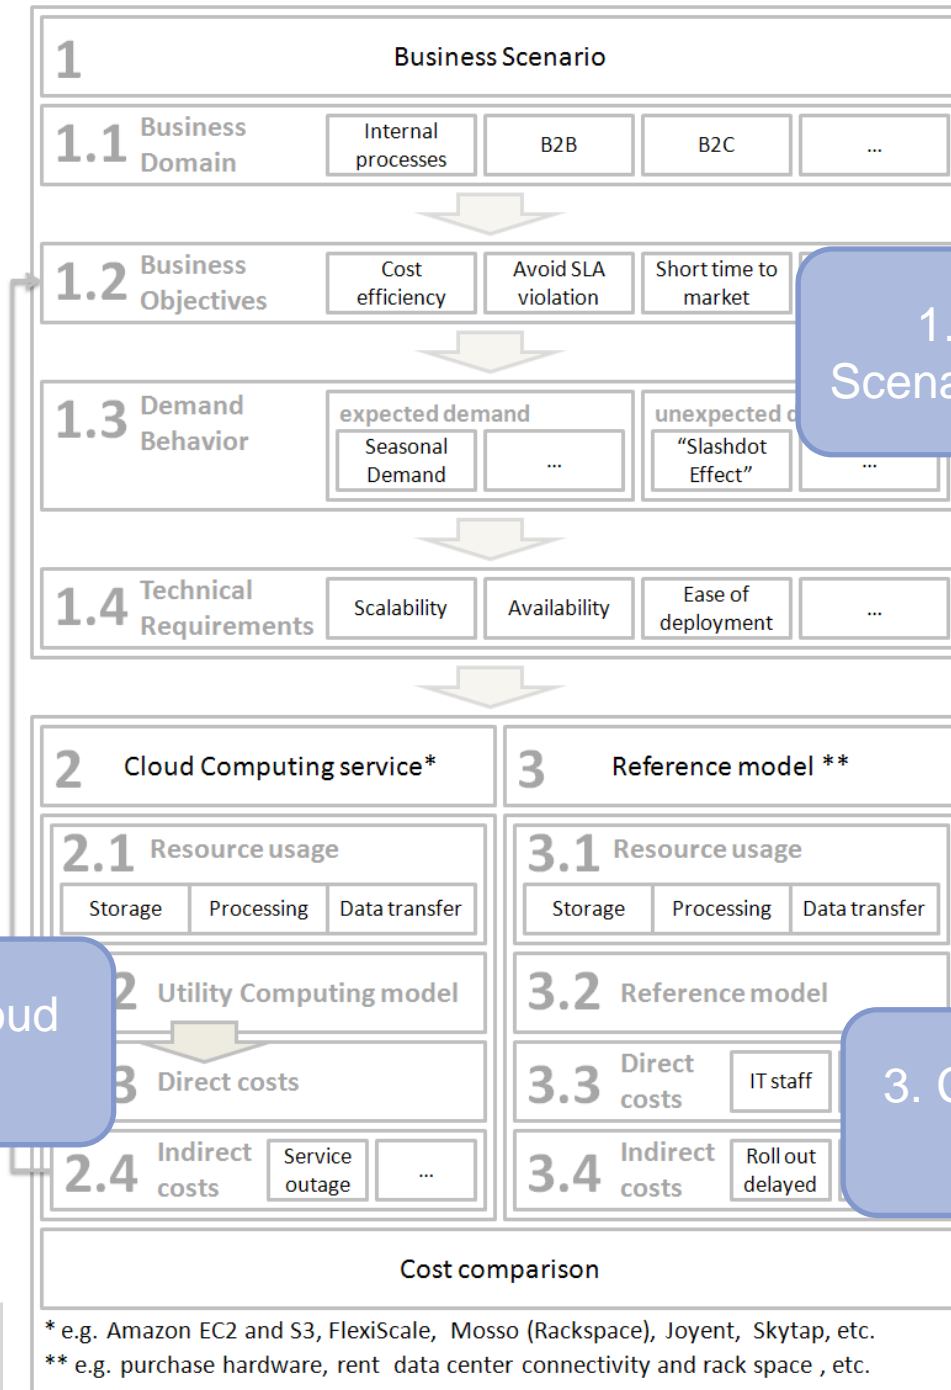 1 Business Scenario
1.1 Business Domain
Internal processes
B2B
B2C
...
1.2 Business Objectives
Cost efficiency
Avoid SLA violation
Short time to market
1.
1.3 Demand Behavior
expected demand
Seasonal Demand
...
unexpected
"Slashdot Effect"
...
1.4 Technical Requirements
Scalability
Availability
Ease of deployment
...
2 Cloud Computing service*
3 Reference model **
2.1 Resource usage
Storage
Processing
Data transfer
3.1 Resource usage
Storage
Processing
Data transfer
2 Utility Computing model
3.2 Reference model
3 Direct costs
3.3 Direct costs
IT staff
3.
2.4 Indirect costs
Service outage
...
3.4 Indirect costs
Roll out delayed
Cost comparison
* e.g. Amazon EC2 and S3, FlexiScale, Mosso (Rackspace), Joyent, Skytap, etc.
** e.g. purchase hardware, rent data center connectivity and rack space , etc.